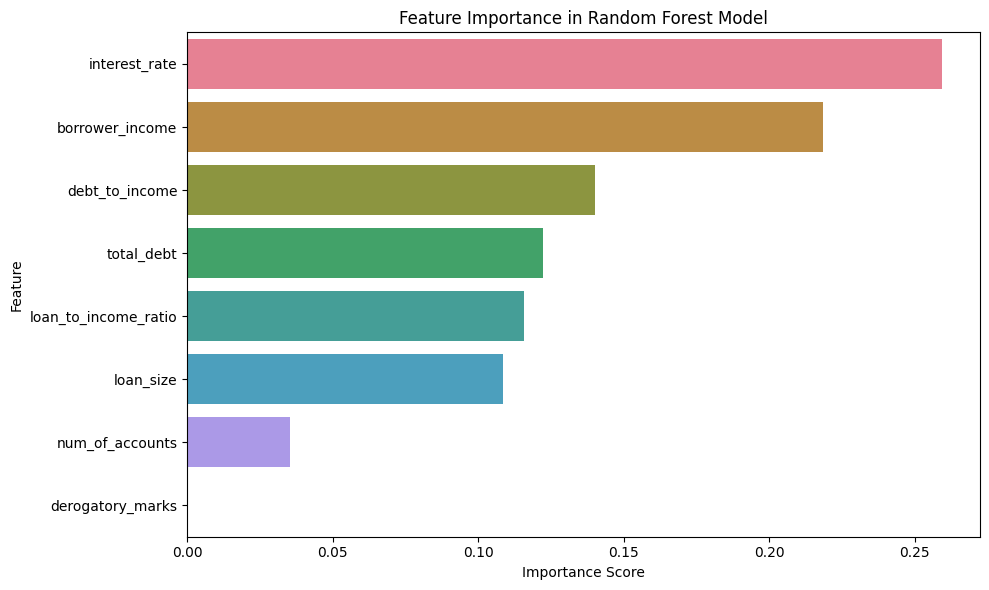 Feature Importance in Random Forest Model
interest_rate
borrower_income
debt_to_income
total_debt
loan_to_income_ratio
loan_size
num_of_accounts
derogatory_marks
Feature
0.00 0.05 0.10 0.15 0.20 0.25
Importance Score